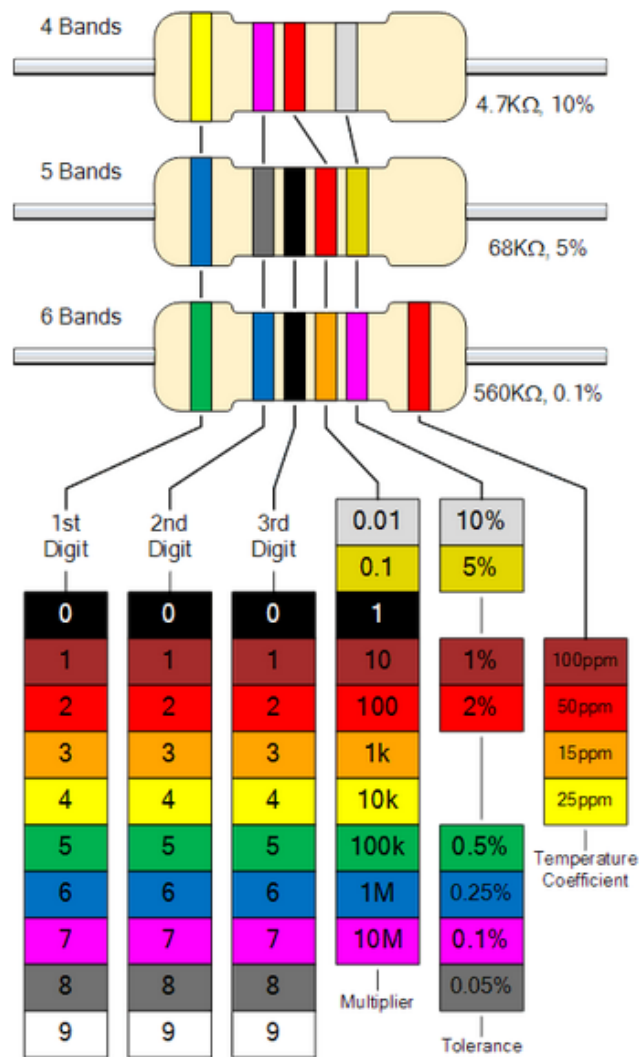 4 Bands
4.7KΩ, 10%
5 Bands
68KΩ, 5%
6 Bands
560KΩ, 0.1%
1st
Digit
2nd
Digit
3rd
Digit
0.01 10%
0.1 5%
0 0 0 1
1 1 1 10 1% 100ppm
2 2 2 100 2% 50ppm
3 3 3 1k 15ppm
4 4 4 10k 25ppm
5 5 5 100k 0.5%
6 6 6 1M 0.25%
7 7 7 10M 0.1%
8 8 8 0.05%
9 9 9
Temperature
Coefficient
Multiplier
Tolerance